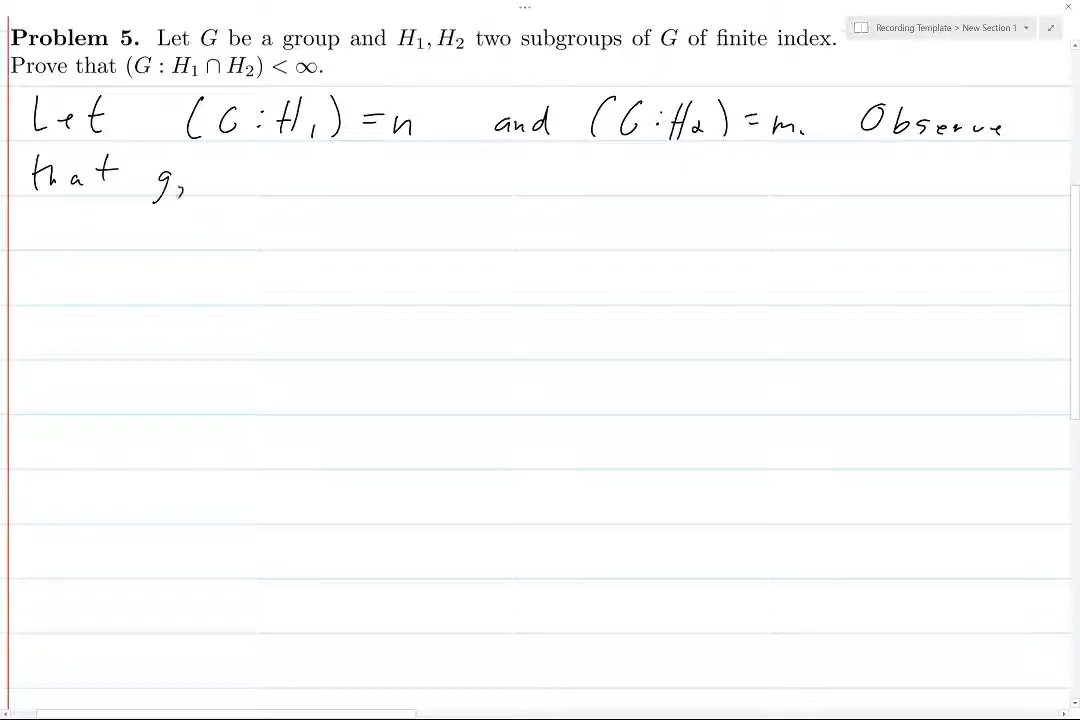 Problem 5. Let G be a group and H₁, H₂ two subgroups of G of finite index.
Recording Template > New Section 1
Prove that (G : H₁ ∩ H₂) < ∞.
Let (G : H₁) = n and (G : H₂) = m. Observe
that g,